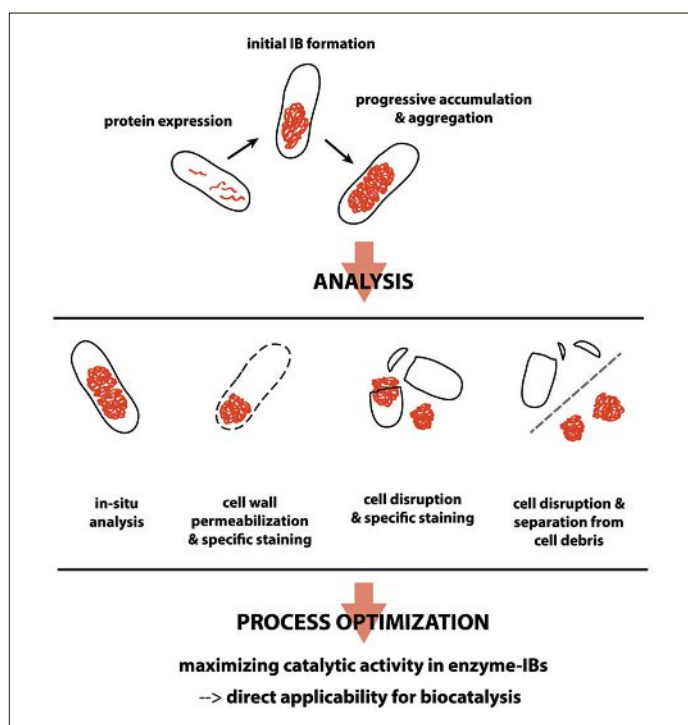 initial IB formation
protein expression
progressive accumulation
& aggregation
ANALYSIS
in-situ
analysis
cell wall
permeabilization
& specific staining
cell disruption
& specific staining
cell disruption &
separation from
cell debris
PROCESS OPTIMIZATION
maximizing catalytic activity in enzyme-IBs
--> direct applicability for biocatalysis